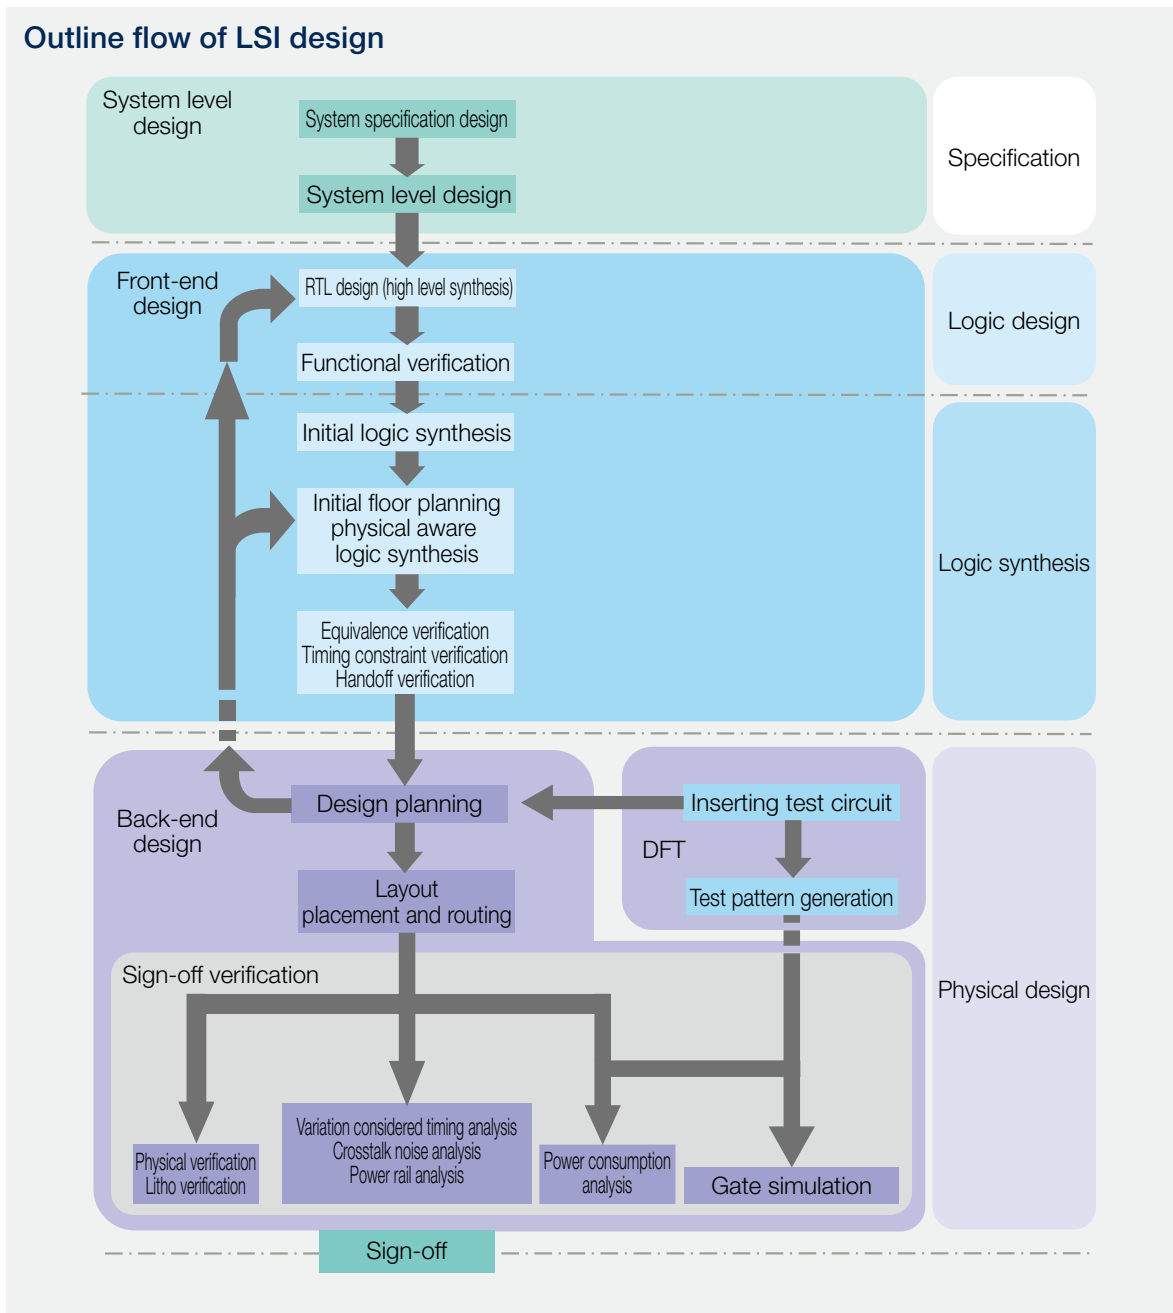 Outline flow of LSI design
System level
design
System specification design
System level design
Specification
Front-end
design
RTL design (high level synthesis)
Functional verification
Logic design
Initial logic synthesis
Initial floor planning
physical aware
logic synthesis
Equivalence verification
Timing constraint verification
Handoff verification
Logic synthesis
Back-end
design
Design planning
Layout
placement and routing
Inserting test circuit
DFT
Test pattern generation
Physical design
Sign-off verification
Physical verification
Litho verification
Variation considered timing analysis
Crosstalk noise analysis
Power rail analysis
Power consumption
analysis
Gate simulation
Sign-off